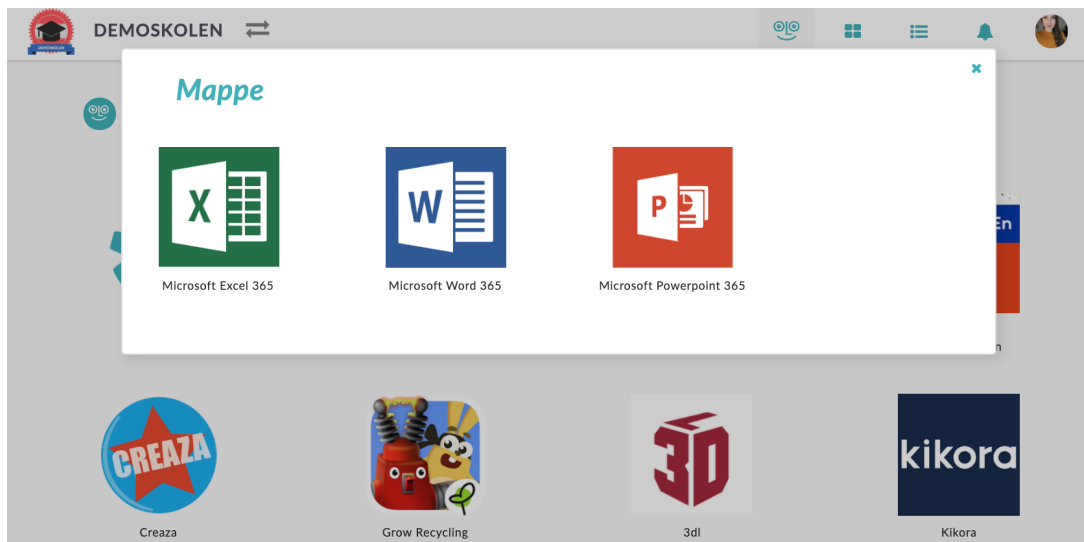 DEMOSKOLEN
DEMOSKOLEN
Mappe
X
W
P
Microsoft Excel 365
Microsoft Word 365
Microsoft Powerpoint 365
En
n
CREAZA
3D
kikora
Creaza
Grow Recycling
3dl
Kikora